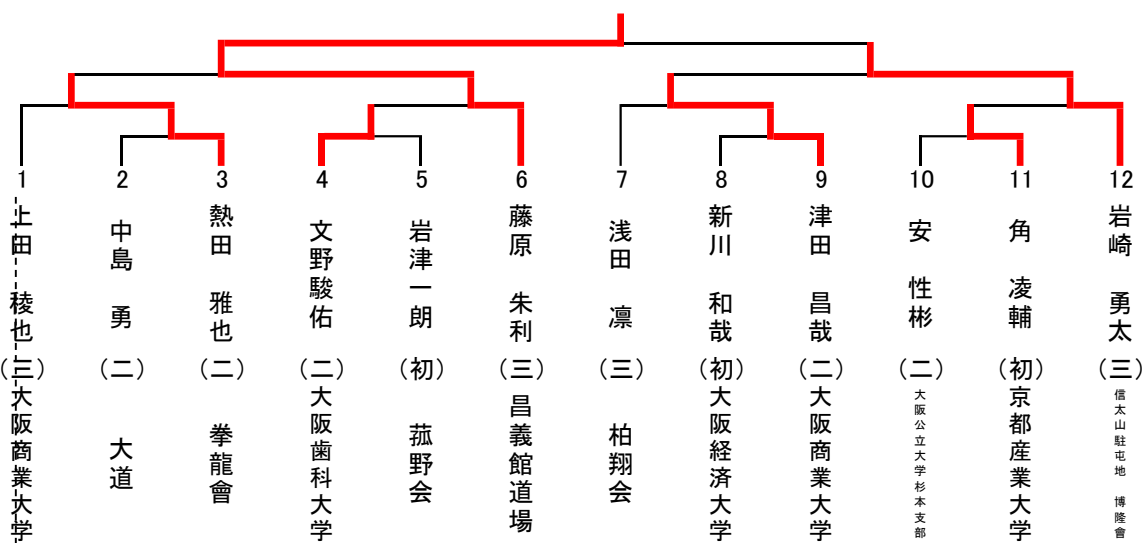 1
上田 稜也
(三)
大阪商業大学
2
中島 勇
(二)
大道
3
熱田 雅也
(二)
拳龍會
4
文野駿佑
(二)
大阪歯科大学
5
岩津一朗
(初)
菰野会
6
藤原 朱利
(三)
昌義館道場
7
浅田 凛
(三)
柏翔会
8
新川 和哉
(初)
大阪経済大学
9
津田 昌哉
(二)
大阪商業大学
10
安 性彬
(二)
大阪公立大学杉本支部
11
角 凌輔
(初)
京都産業大学
12
岩崎 勇太
(三)
信太山駐屯地 博隆會